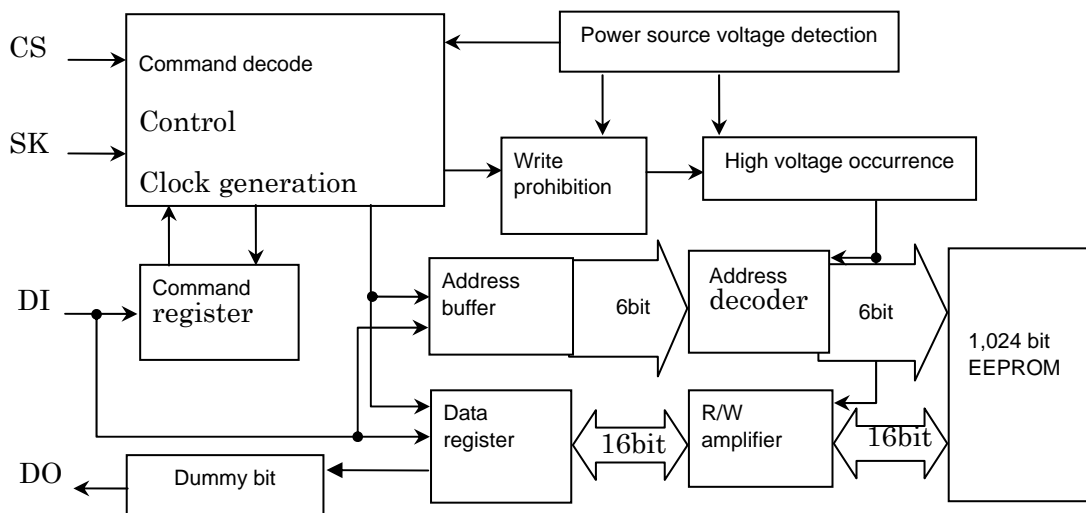 CS
Command decode
Power source voltage detection
Control
SK
Clock generation
Write
prohibition
High voltage occurrence
DI
Command
register
Address
buffer
6bit
Address
decoder
6bit
1,024 bit
EEPROM
Data
register
16bit
R/W
amplifier
16bit
DO
Dummy bit